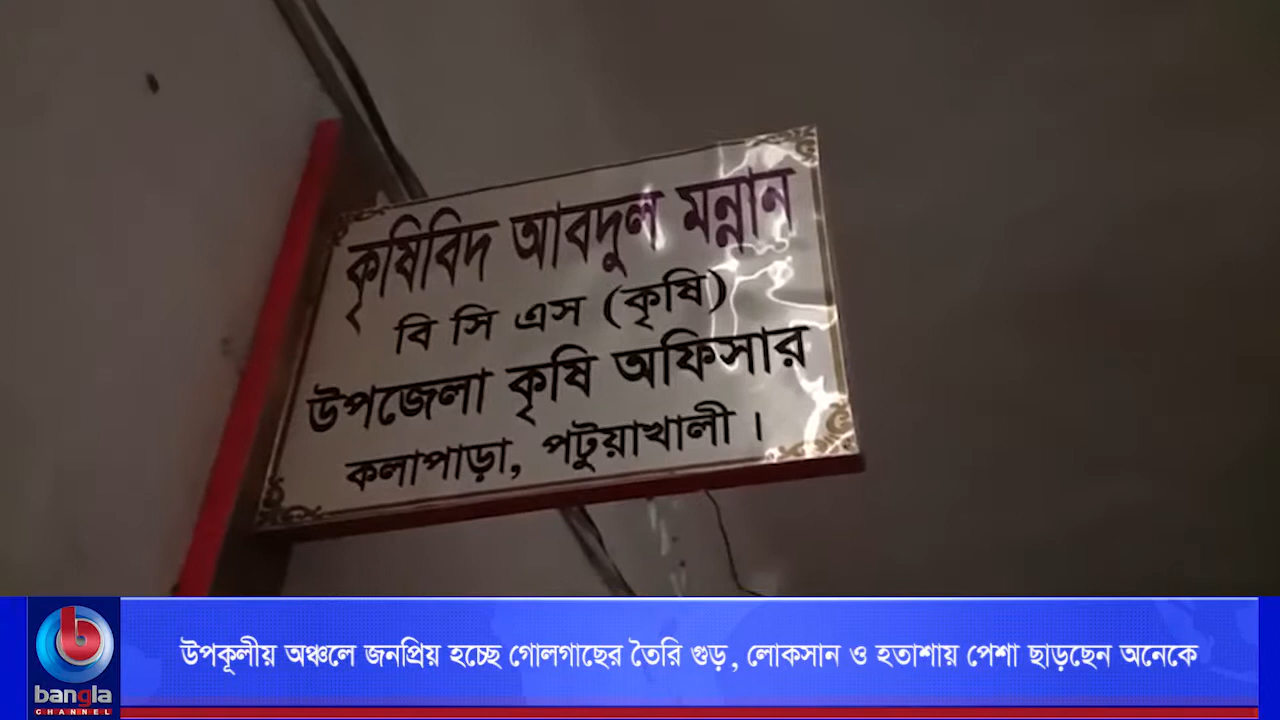 কৃষিবিদ আবদুল মন্নান
বি সি এস (কৃষি)
উপজেলা কৃষি অফিসার
কলাপাড়া, পটুয়াখালী।
উপকূলীয় অঞ্চলে জনপ্রিয় হচ্ছে গোলগাছের তৈরি গুড়, লোকসান ও হতাশায় পেশা ছাড়ছেন অনেকে
b
bangla
CHANNEL